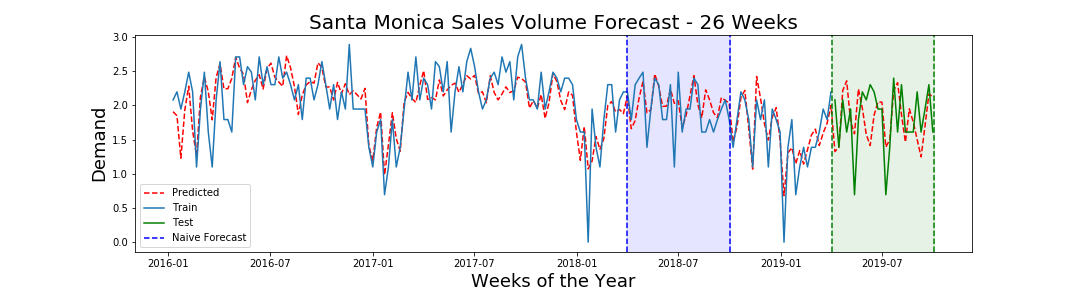 Santa Monica Sales Volume Forecast - 26 Weeks
3.0
2.5
2.0
1.5
1.0
0.5
0.0
Demand
Predicted
Train
Test
Naive Forecast
2016-01 2016-07 2017-01 2017-07 2018-01 2018-07 2019-01 2019-07
Weeks of the Year